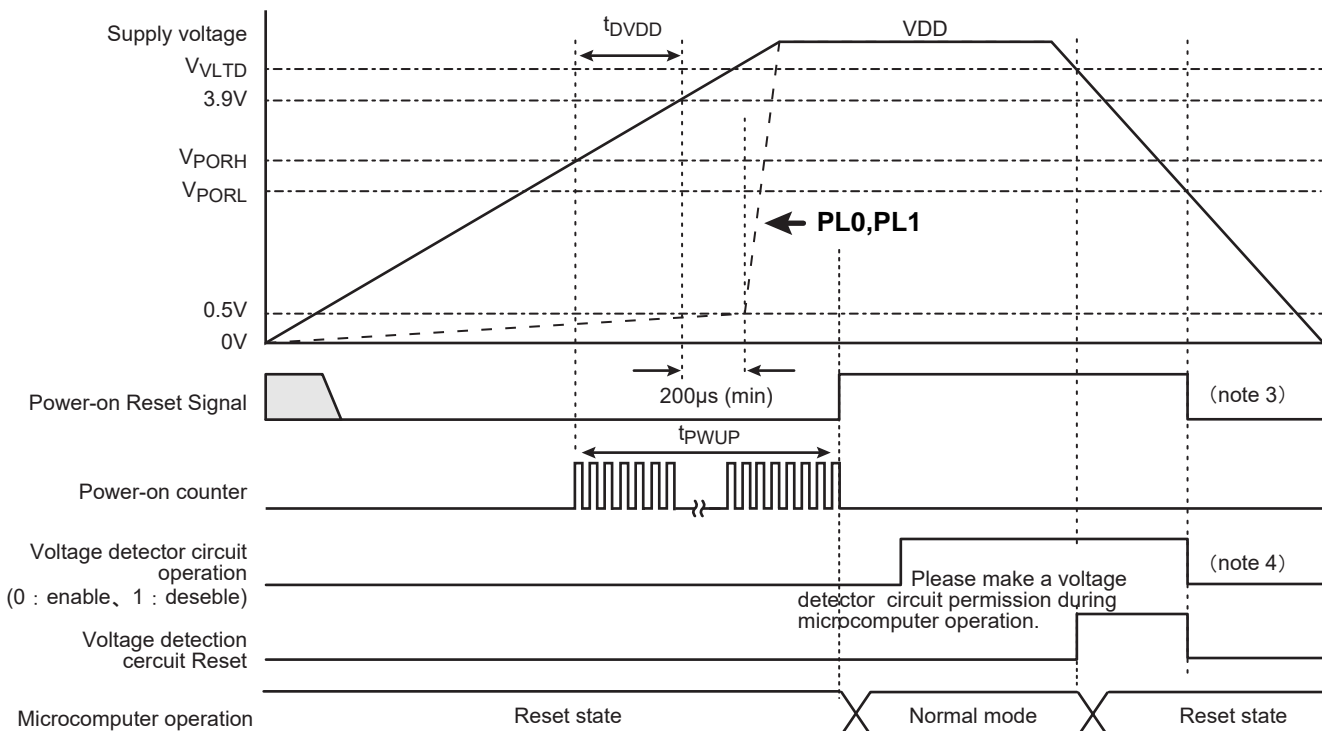 tDVDD
Supply voltage
VDD
VVLTD
3.9V
VPORH
VPORL
PL0,PL1
0.5V
0V
200µs (min)
Power-on Reset Signal
（note 3）
tPWUP
Power-on counter
Voltage detector circuit
operation
(0 : enable、1 : deseble)
（note 4）
Please make a voltage
detector circuit permission during
microcomputer operation.
Voltage detection
cercuit Reset
Microcomputer operation
Reset state
Normal mode
Reset state